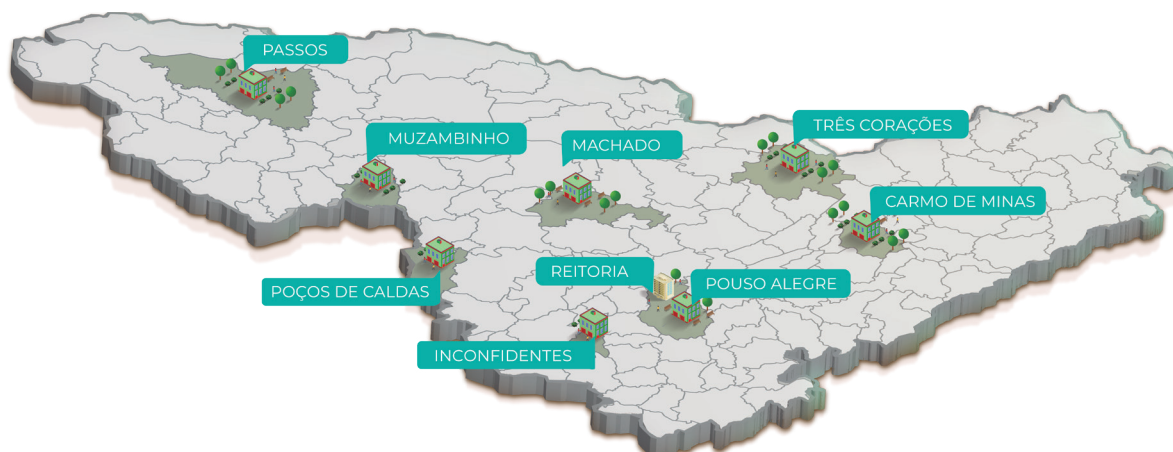 PASSOS
MUZAMBINHO
MACHADO
TRÊS CORAÇÕES
CARMO DE MINAS
REITORIA
POUSO ALEGRE
POÇOS DE CALDAS
INCONFIDENTES